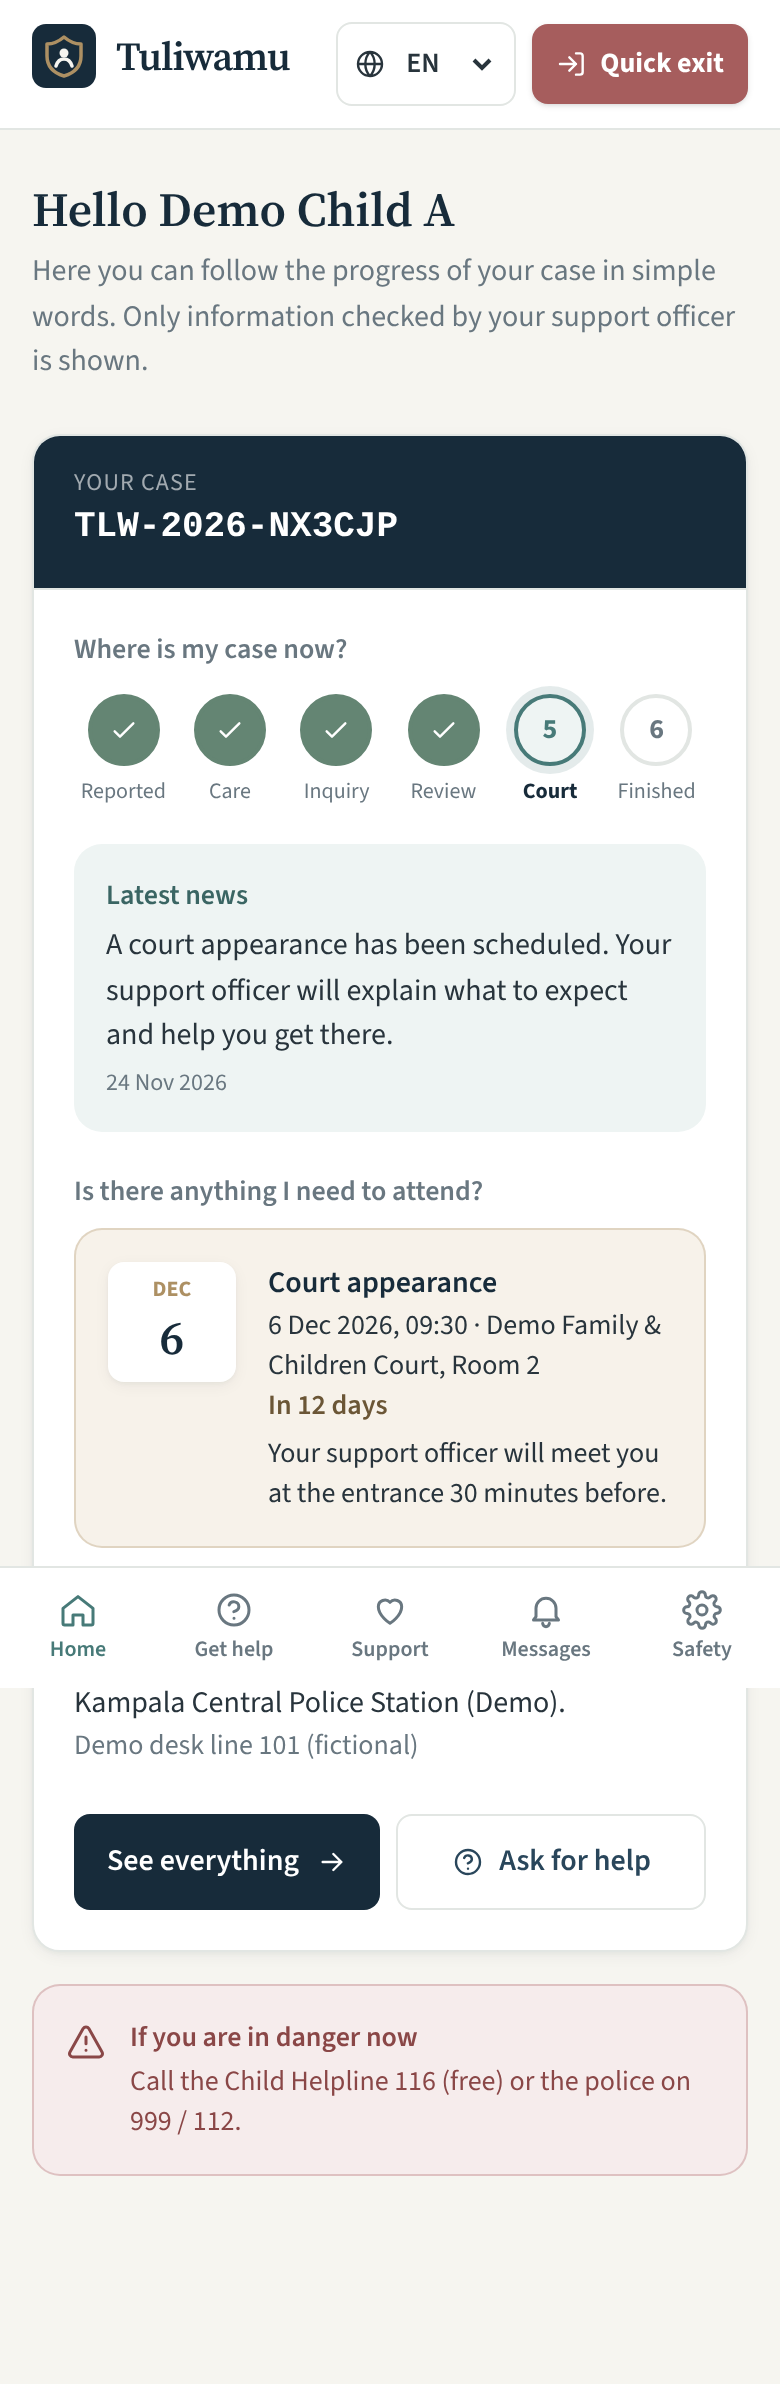 Tuliwamu
EN
Quick exit
Hello Demo Child A
Here you can follow the progress of your case in simple
words. Only information checked by your support officer
is shown.
YOUR CASE
TLW-2026-NX3CJP
Where is my case now?
5
6
Reported
Care
Inquiry
Review
Court
Finished
Latest news
A court appearance has been scheduled. Your
support officer will explain what to expect
and help you get there.
24 Nov 2026
Is there anything I need to attend?
DEC
6
Court appearance
6 Dec 2026, 09:30 · Demo Family &
Children Court, Room 2
In 12 days
Your support officer will meet you
at the entrance 30 minutes before.
Home
Get help
Support
Messages
Safety
Kampala Central Police Station (Demo).
Demo desk line 101 (fictional)
See everything
Ask for help
If you are in danger now
Call the Child Helpline 116 (free) or the police on
999 / 112.